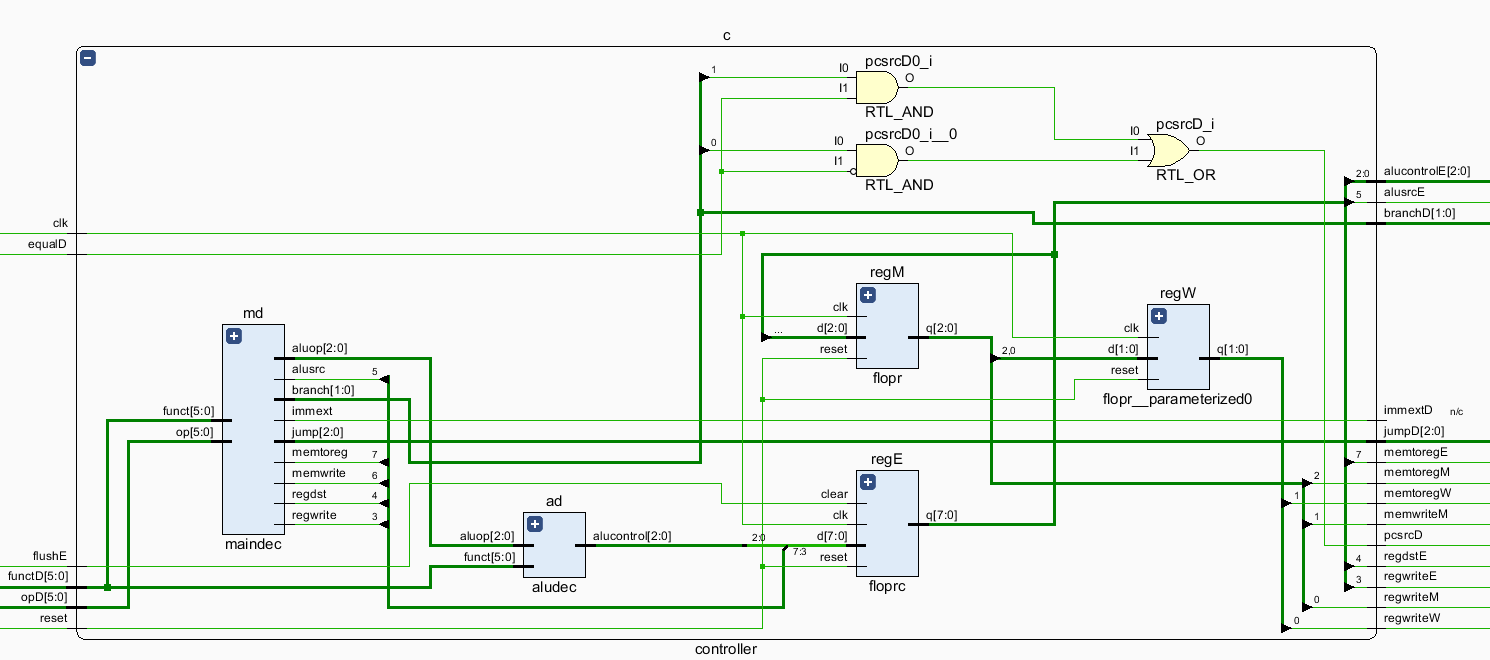 c
pcsrcD0_i
1
I0
O
I1
RTL_AND
pcsrcD0_i__0
0
I0
O
I1
RTL_AND
pcsrcD_i
I0
O
I1
RTL_OR
2:0
alucontrolE[2:0]
5
alusrcE
branchD[1:0]
clk
equalD
regM
clk
... d[2:0]
q[2:0]
reset
flopr
regW
clk
2,0
d[1:0]
q[1:0]
reset
flopr__parameterized0
md
aluop[2:0]
alusrc
5
branch[1:0]
funct[5:0]
immext
op[5:0]
jump[2:0]
memtoreg
7
memwrite
6
regdst
4
regwrite
3
maindec
immextD n/c
jumpD[2:0]
7
memtoregE
2
memtoregM
1
memtoregW
1
memwriteM
pcsrcD
4
regdstE
3
regwriteE
0
regwriteM
0
regwriteW
regE
clear
clk
q[7:0]
2:0
d[7:0]
7:3
reset
floprc
ad
aluop[2:0]
alucontrol[2:0]
funct[5:0]
aludec
flushE
functD[5:0]
opD[5:0]
reset
controller